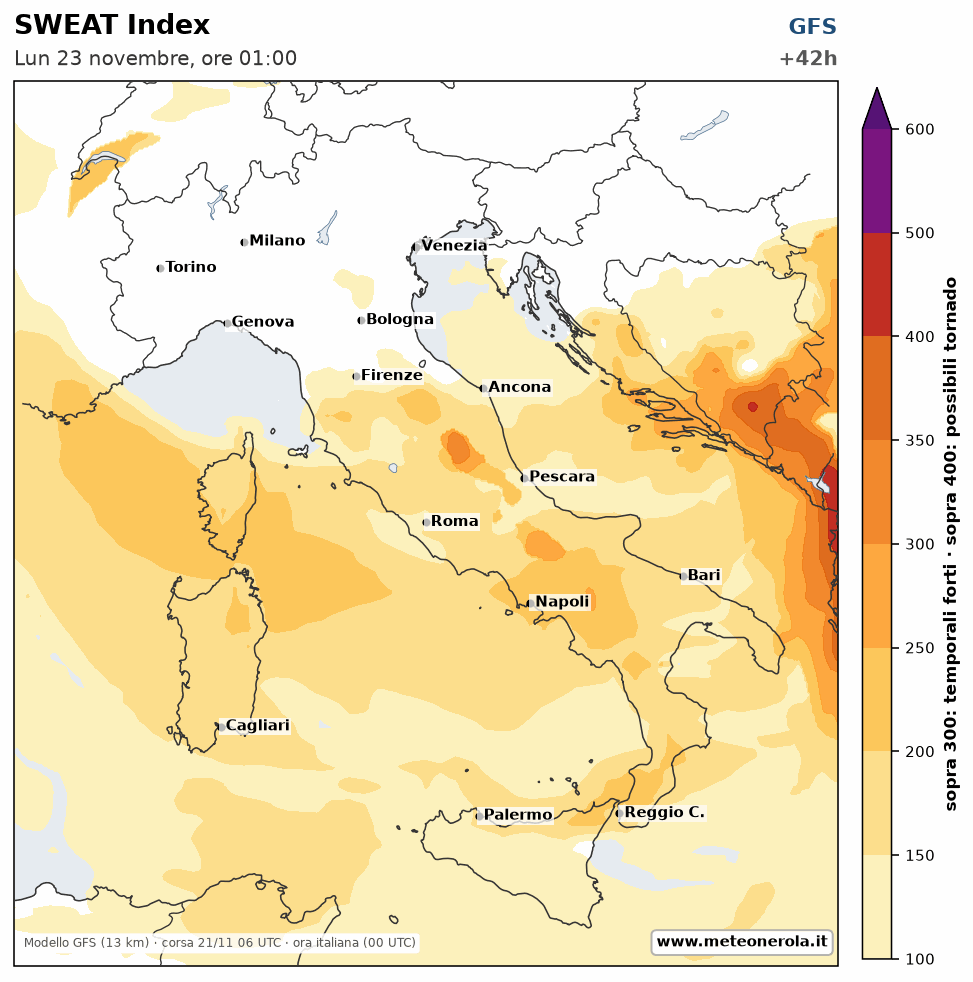 SWEAT Index
GFS
Lun 23 novembre, ore 01:00
+42h
Milano
Venezia
Torino
Genova
Bologna
Firenze
Ancona
Pescara
Roma
Bari
Napoli
Cagliari
Palermo
Reggio C.
600
500
400
350
300
250
200
150
100
sopra 300: temporali forti · sopra 400: possibili tornado
Modello GFS (13 km) · corsa 21/11 06 UTC · ora italiana (00 UTC)
www.meteonerola.it